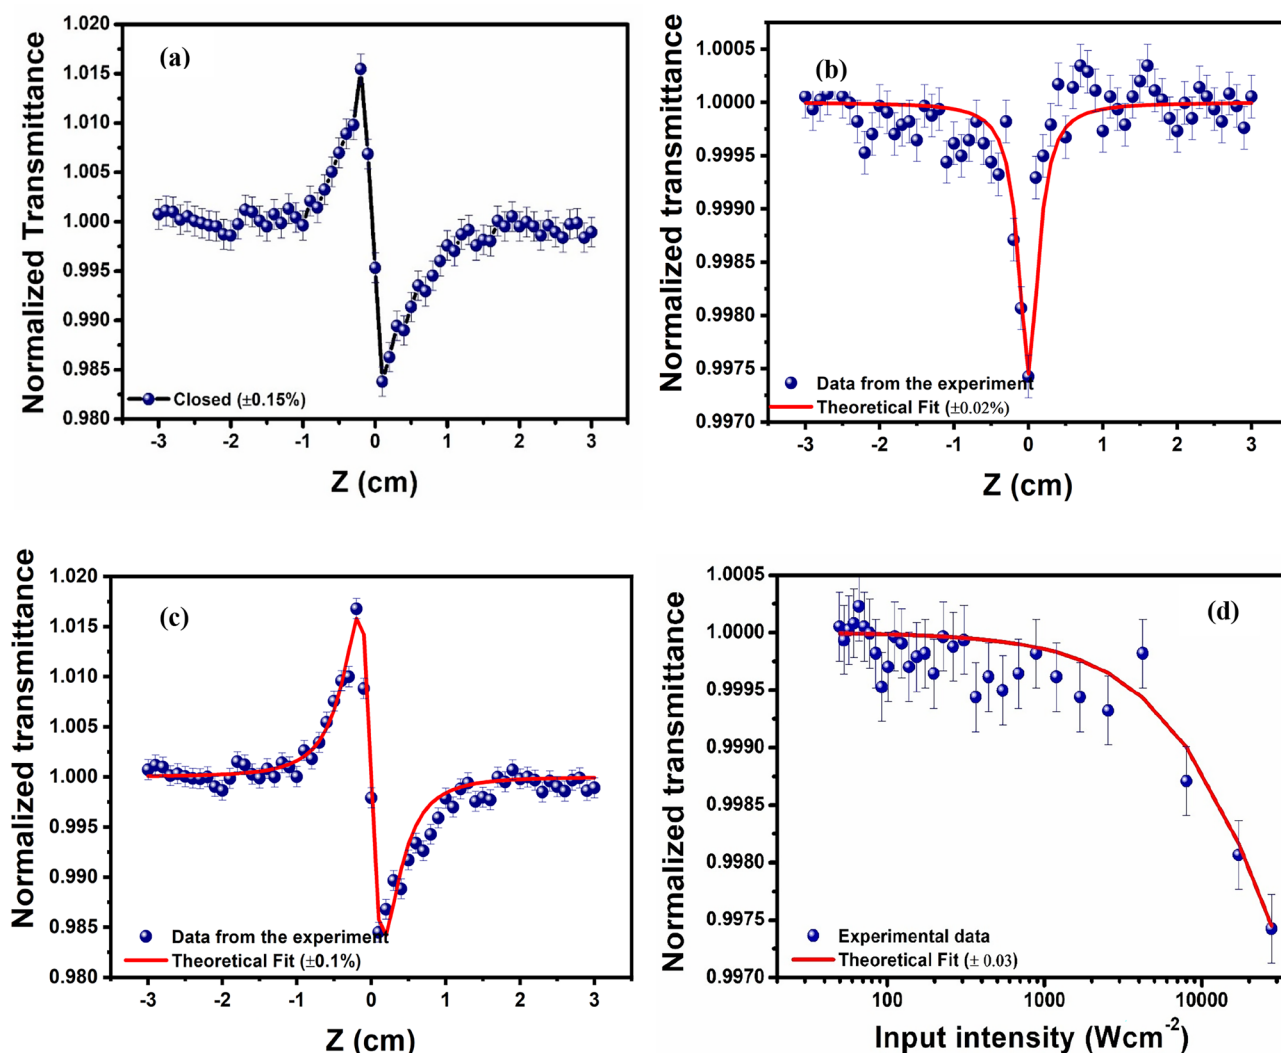 1.020
1.015
1.010
1.005
1.000
0.995
0.990
0.985
0.980
Normalized Transmittance
(a)
Closed (±0.15%)
-3 -2 -1 0 1 2 3
Z (cm)
1.0005
1.0000
0.9995
0.9990
0.9985
0.9980
0.9975
0.9970
Normalized transmittance
(b)
Data from the experiment
Theoretical Fit (±0.02%)
-3 -2 -1 0 1 2 3
Z (cm)
1.020
1.015
1.010
1.005
1.000
0.995
0.990
0.985
0.980
Normalized transmittance
(c)
Data from the experiment
Theoretical Fit (±0.1%)
-3 -2 -1 0 1 2 3
Z (cm)
1.0005
1.0000
0.9995
0.9990
0.9985
0.9980
0.9975
0.9970
Normalized transmittance
(d)
Experimental data
Theoretical Fit (± 0.03)
100 1000 10000
Input intensity (Wcm⁻²)